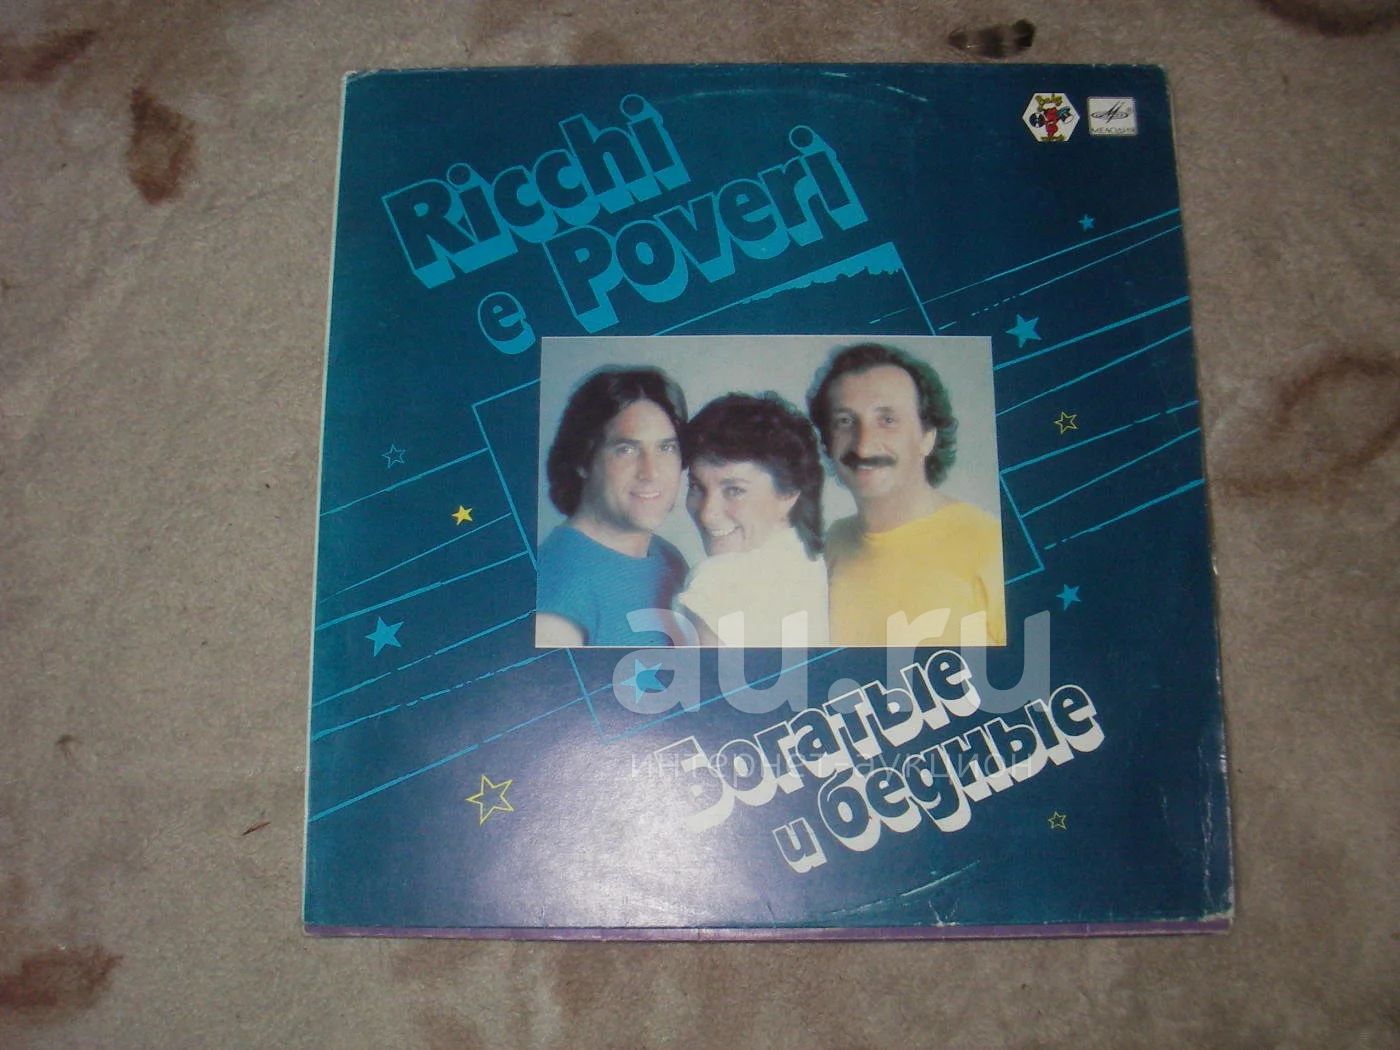 Ricchi
e Poveri
МЕЛОДИЯ
au.ru
интернет-аукцион
Богатые
и бедные